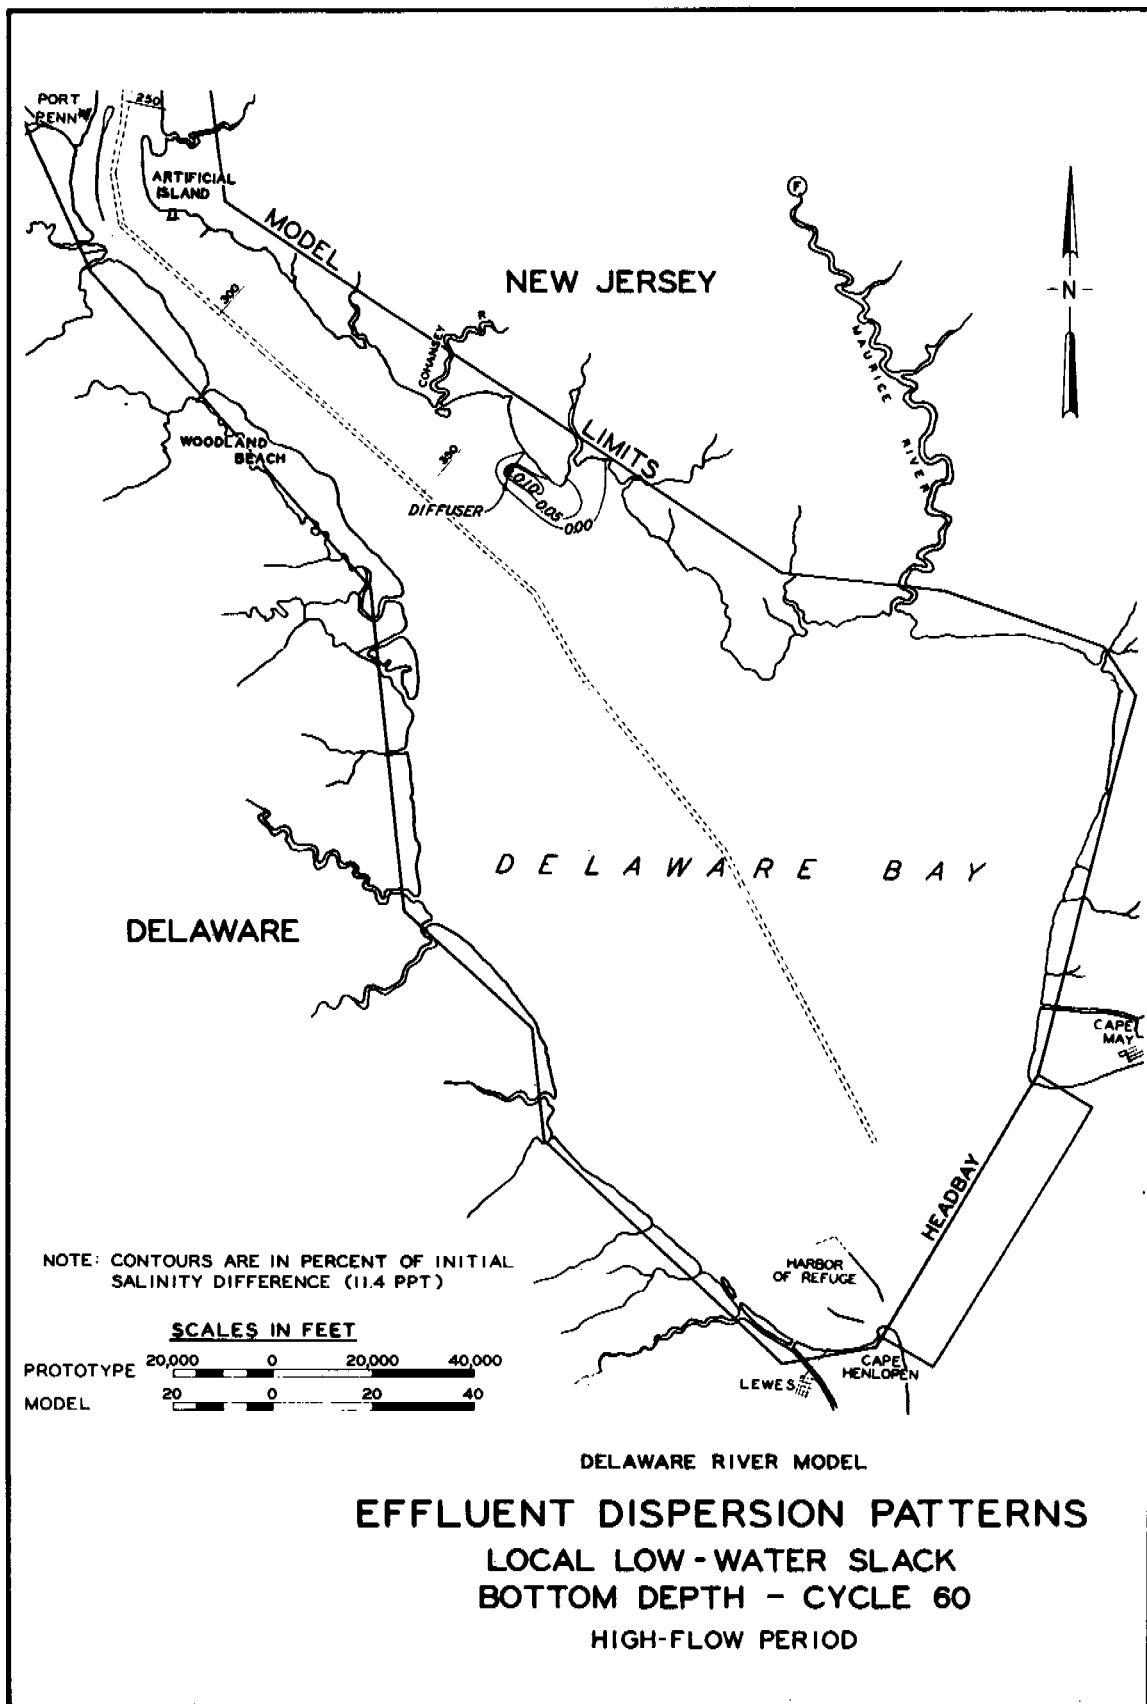 PORT
PENN
250
ARTIFICIAL
ISLAND
F
MODEL
NEW JERSEY
N
300
R
COHANSEY
MAURICE
RIVER
WOODLAND
BEACH
LIMITS
DIFFUSER
0.10
0.05
0.00
DELAWARE BAY
DELAWARE
CAPE
MAY
HEADBAY
NOTE: CONTOURS ARE IN PERCENT OF INITIAL
SALINITY DIFFERENCE (11.4 PPT)
HARBOR
OF REFUGE
SCALES IN FEET
PROTOTYPE 20,000 0 20,000 40,000
MODEL 20 0 20 40
CAPE
HENLOPEN
LEWES
DELAWARE RIVER MODEL
EFFLUENT DISPERSION PATTERNS
LOCAL LOW-WATER SLACK
BOTTOM DEPTH - CYCLE 60
HIGH-FLOW PERIOD